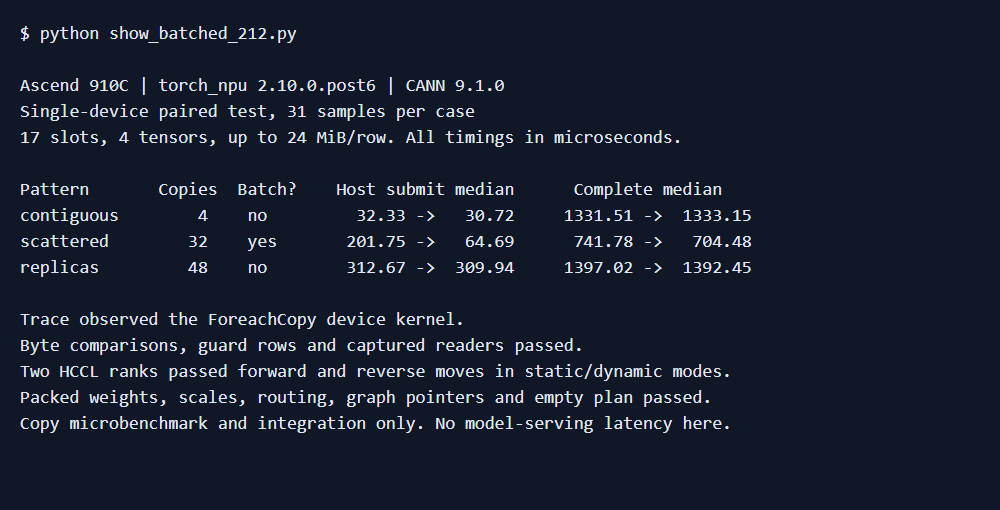 $ python show_batched_212.py
Ascend 910C | torch_npu 2.10.0.post6 | CANN 9.1.0
Single-device paired test, 31 samples per case
17 slots, 4 tensors, up to 24 MiB/row. All timings in microseconds.
Pattern Copies Batch? Host submit median Complete median
contiguous 4 no 32.33 -> 30.72 1331.51 -> 1333.15
scattered 32 yes 201.75 -> 64.69 741.78 -> 704.48
replicas 48 no 312.67 -> 309.94 1397.02 -> 1392.45
Trace observed the ForeachCopy device kernel.
Byte comparisons, guard rows and captured readers passed.
Two HCCL ranks passed forward and reverse moves in static/dynamic modes.
Packed weights, scales, routing, graph pointers and empty plan passed.
Copy microbenchmark and integration only. No model-serving latency here.